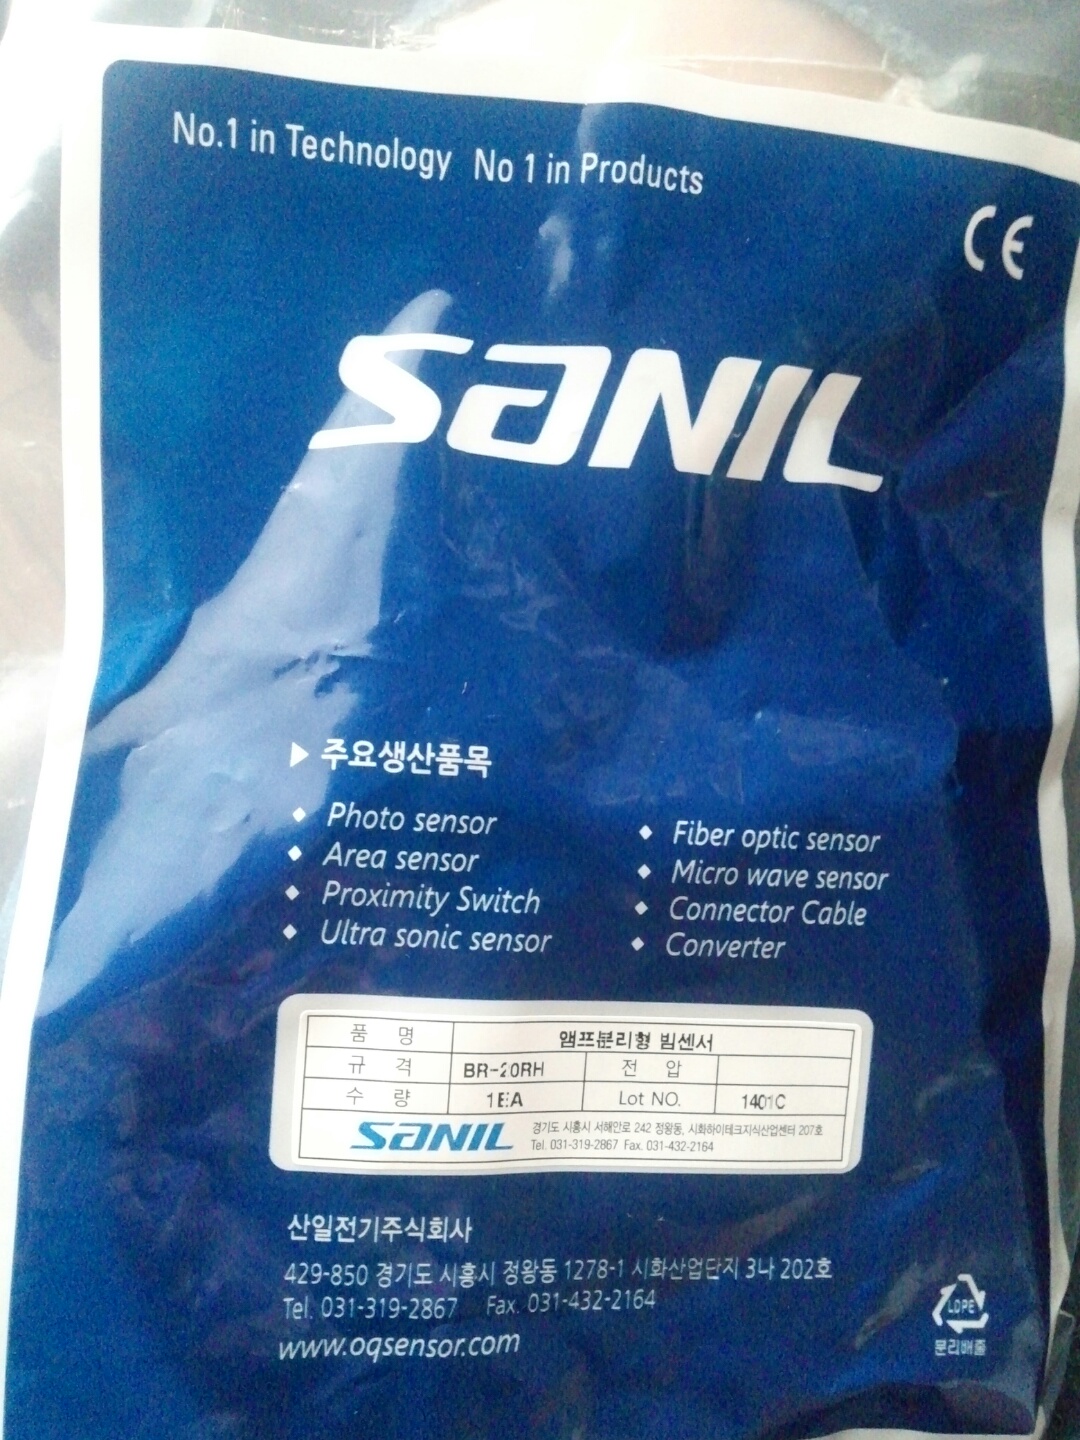 No.1 in Technology No 1 in Products
CE
SANIL
▶ 주요생산품목
◆ Photo sensor
◆ Area sensor
◆ Proximity Switch
◆ Ultra sonic sensor
◆ Fiber optic sensor
◆ Micro wave sensor
◆ Connector Cable
◆ Converter
품 명 앰프분리형 빔센서
규 격 BR-20RH 전 압
수 량 1EA Lot NO. 1401C
SANIL
경기도 시흥시 서해안로 242 정왕동, 시화하이테크지식산업센터 207호
Tel. 031-319-2867 Fax. 031-432-2164
산일전기주식회사
429-850 경기도 시흥시 정왕동 1278-1 시화산업단지 3나 202호
Tel. 031-319-2867 Fax. 031-432-2164
www.oqsensor.com
LDPE
분리배출